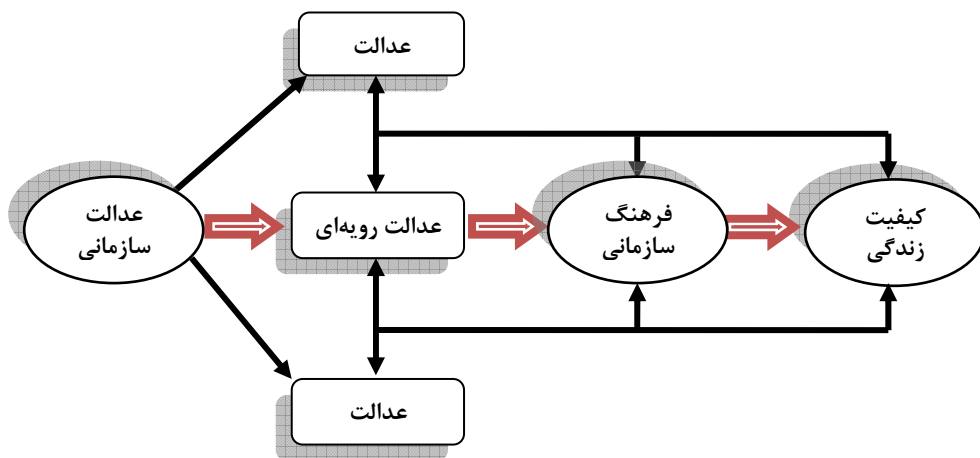 عدالت
عدالت
سازمانی
عدالت رویه‌ای
فرهنگ
سازمانی
کیفیت
زندگی
عدالت